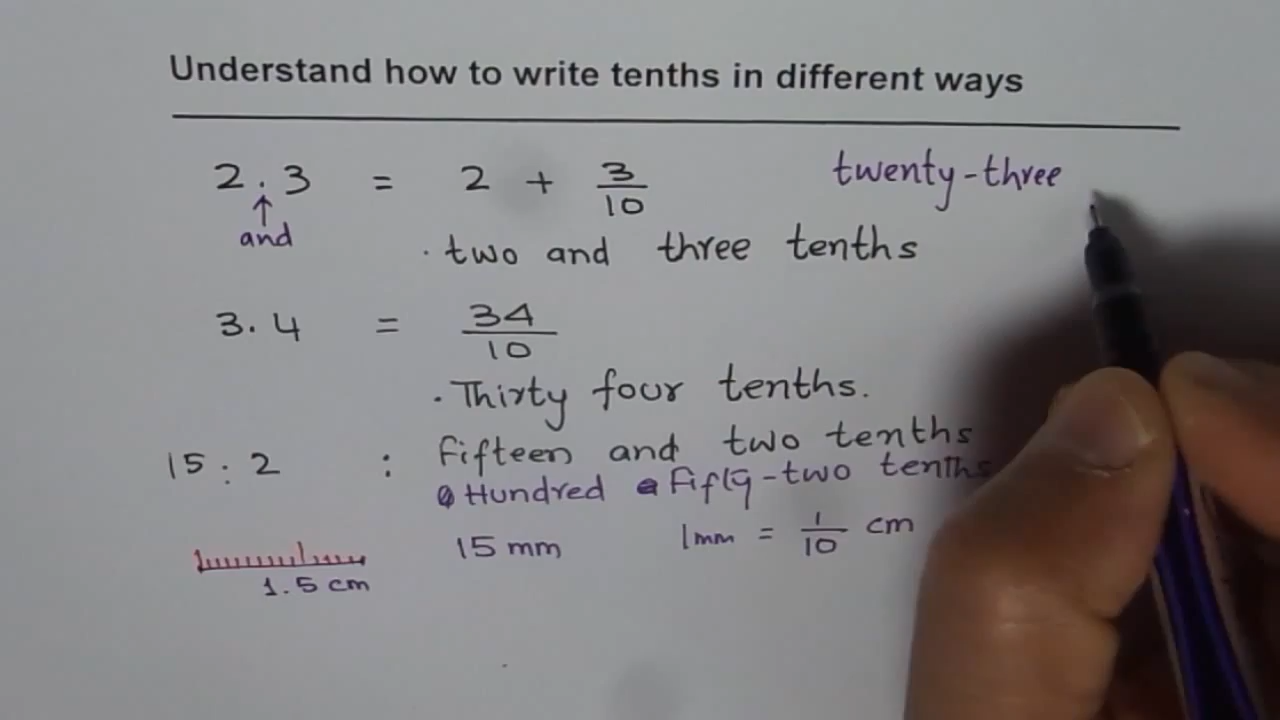 Understand how to write tenths in different ways
2.3 = 2 + 3/10 twenty-three
↑
and
. two and three tenths
3.4 = 34/10
. Thirty four tenths.
15.2 : fifteen and two tenths
Hundred Fifty-two tenths
15 mm 1mm = 1/10 cm
1.5 cm